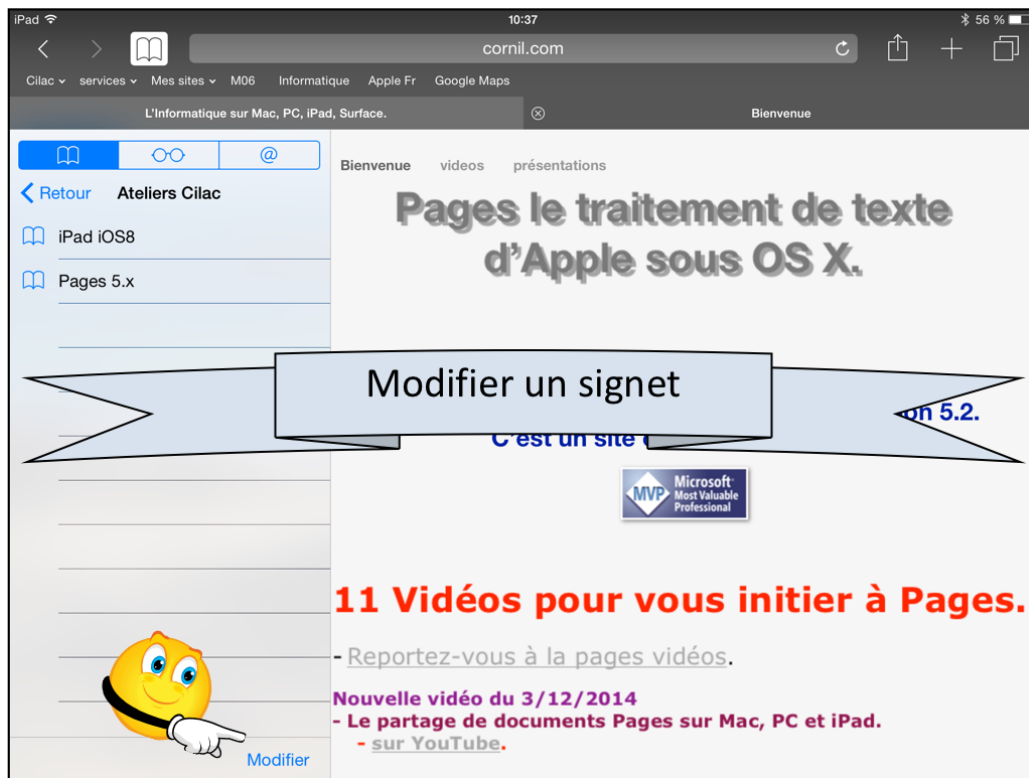 iPad 10:37 56 %
cornil.com
Cilac services Mes sites M06 Informatique Apple Fr Google Maps
L'Informatique sur Mac, PC, iPad, Surface. Bienvenue
@
Retour Ateliers Cilac
iPad iOS8
Pages 5.x
Bienvenue videos présentations
Pages le traitement de texte
d'Apple sous OS X.
Modifier un signet
5.2.
C'est un site
MVP Microsoft
Most Valuable
Professional
11 Vidéos pour vous initier à Pages.
- Reportez-vous à la pages vidéos.
Nouvelle vidéo du 3/12/2014
- Le partage de documents Pages sur Mac, PC et iPad.
- sur YouTube.
Modifier